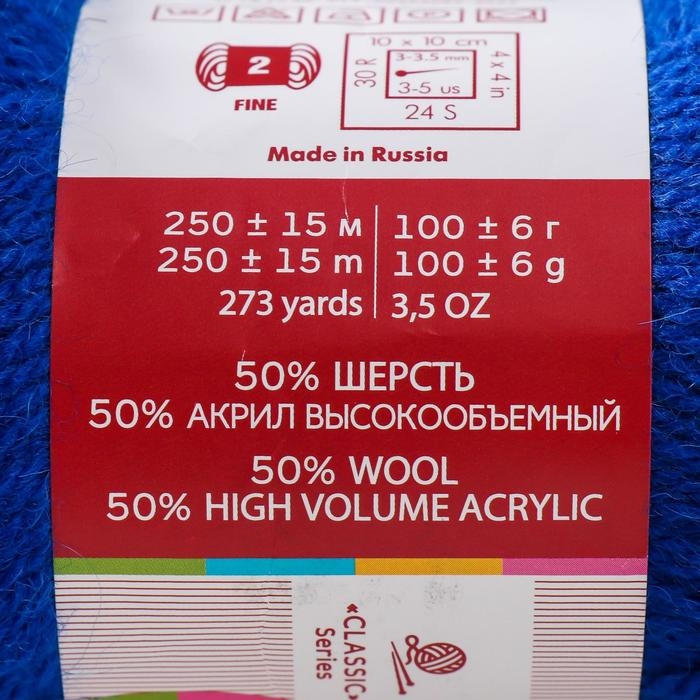 2
FINE
10 x 10 cm
30 R
3-3.5 mm
3-5 us
4 x 4 in
24 S
Made in Russia
250 ± 15 м 100 ± 6 г
250 ± 15 m 100 ± 6 g
273 yards 3,5 OZ
50% ШЕРСТЬ
50% АКРИЛ ВЫСОКООБЪЕМНЫЙ
50% WOOL
50% HIGH VOLUME ACRYLIC
«CLASSIC»
Series